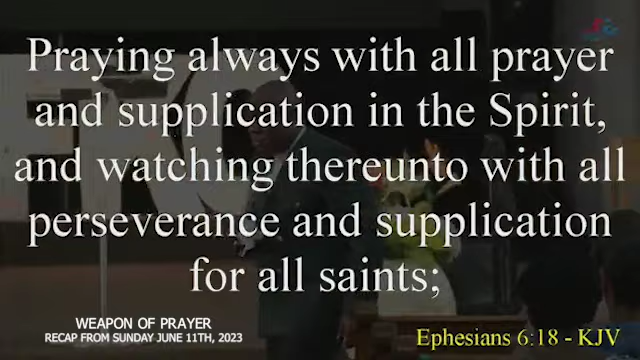 Praying always with all prayer
and supplication in the Spirit,
and watching thereunto with all
perseverance and supplication
for all saints;
WEAPON OF PRAYER
RECAP FROM SUNDAY JUNE 11TH, 2023
Ephesians 6:18 - KJV